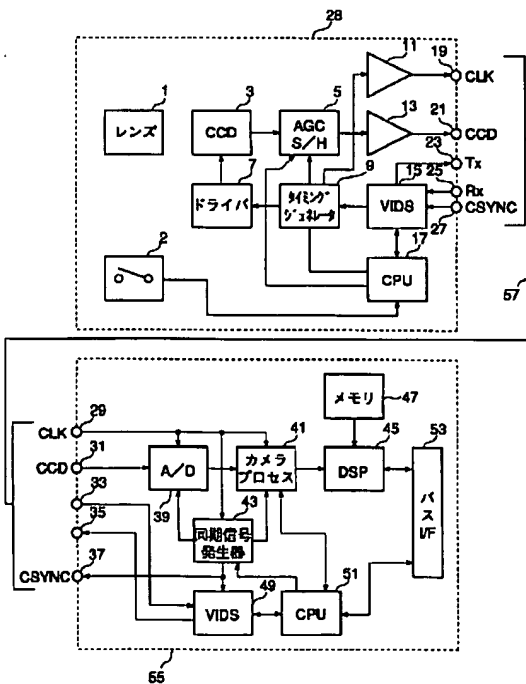 28
11
19
CLK
1
3
5
レンズ
CCD
AGC
S/H
13
21
CCD
23
Tx
7
9
15
25
Rx
ドライバ
タイミング
ジェネレータ
VIDS
CSYNC
27
2
17
CPU
57
29
CLK
メモリ
47
31
41
45
53
CCD
A/D
カメラ
プロセス
DSP
バス
I/F
33
39
43
35
同期信号
発生器
37
51
CSYNC
49
VIDS
CPU
55